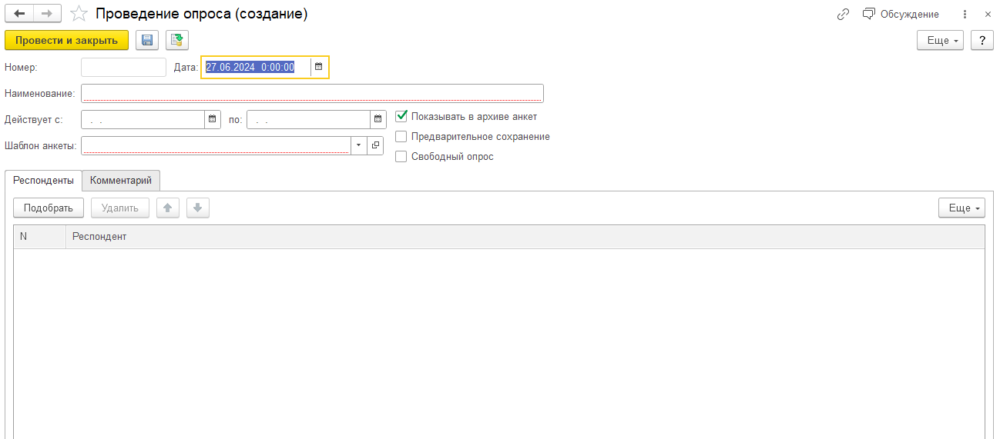 Проведение опроса (создание)
Обсуждение
Провести и закрыть
Еще
?
Номер:
Дата: 27.06.2024 0:00:00
Наименование:
Действует с: . . по: . .
Показывать в архиве анкет
Предварительное сохранение
Шаблон анкеты:
Свободный опрос
Респонденты
Комментарий
Подобрать
Удалить
Еще
N
Респондент